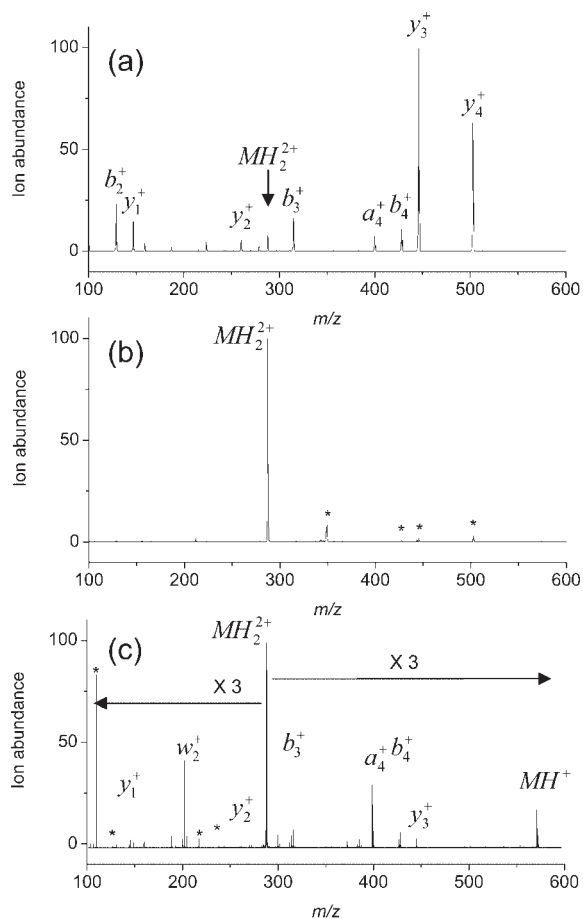 (a)
Ion abundance
100
50
0
b₂⁺
y₁⁺
y₂⁺
MH₂²⁺
b₃⁺
a₄⁺
b₄⁺
y₃⁺
y₄⁺
100 200 300 400 500 600
m/z
(b)
Ion abundance
100
50
0
MH₂²⁺
* * * *
100 200 300 400 500 600
m/z
(c)
Ion abundance
100
50
0
MH₂²⁺
X 3
X 3
*
y₁⁺
*
w₂⁺
*
*
y₂⁺
b₃⁺
a₄⁺
b₄⁺
y₃⁺
MH⁺
100 200 300 400 500 600
m/z